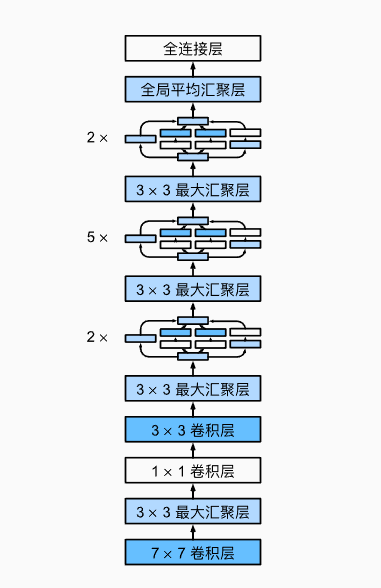 全连接层
全局平均汇聚层
2 ×
3 × 3 最大汇聚层
5 ×
3 × 3 最大汇聚层
2 ×
3 × 3 最大汇聚层
3 × 3 卷积层
1 × 1 卷积层
3 × 3 最大汇聚层
7 × 7 卷积层